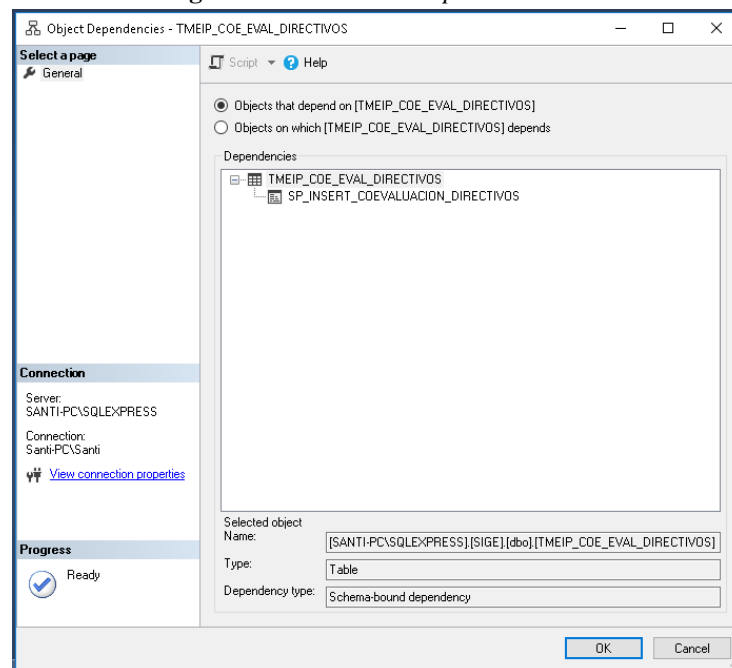 Object Dependencies - TMEIP_COE_EVAL_DIRECTIVOS
Select a page
General
Script
Help
Objects that depend on [TMEIP_COE_EVAL_DIRECTIVOS]
Objects on which [TMEIP_COE_EVAL_DIRECTIVOS] depends
Dependencies
TMEIP_COE_EVAL_DIRECTIVOS
SP_INSERT_COEVALUACION_DIRECTIVOS
Connection
Server:
SANTI-PC\SQLEXPRESS
Connection:
Santi-PC\Santi
View connection properties
Progress
Ready
Selected object
Name:
[SANTI-PC\SQLEXPRESS].[SIGE].[dbo].[TMEIP_COE_EVAL_DIRECTIVOS]
Type:
Table
Dependency type:
Schema-bound dependency
OK
Cancel